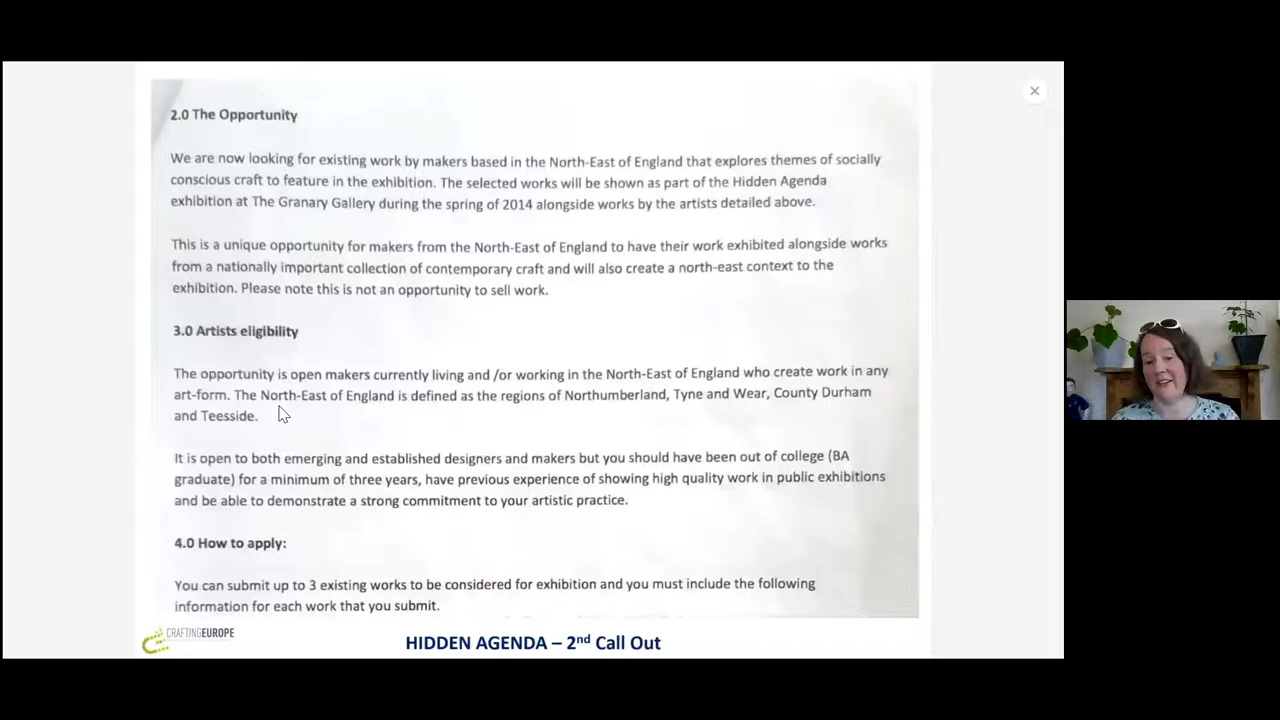 2.0 The Opportunity
We are now looking for existing work by makers based in the North-East of England that explores themes of socially
conscious craft to feature in the exhibition. The selected works will be shown as part of the Hidden Agenda
exhibition at The Granary Gallery during the spring of 2014 alongside works by the artists detailed above.
This is a unique opportunity for makers from the North-East of England to have their work exhibited alongside works
from a nationally important collection of contemporary craft and will also create a north-east context to the
exhibition. Please note this is not an opportunity to sell work.
3.0 Artists eligibility
The opportunity is open makers currently living and /or working in the North-East of England who create work in any
art-form. The North-East of England is defined as the regions of Northumberland, Tyne and Wear, County Durham
and Teesside.
It is open to both emerging and established designers and makers but you should have been out of college (BA
graduate) for a minimum of three years, have previous experience of showing high quality work in public exhibitions
and be able to demonstrate a strong commitment to your artistic practice.
4.0 How to apply:
You can submit up to 3 existing works to be considered for exhibition and you must include the following
information for each work that you submit.
CRAFTINGEUROPE
HIDDEN AGENDA – 2nd Call Out